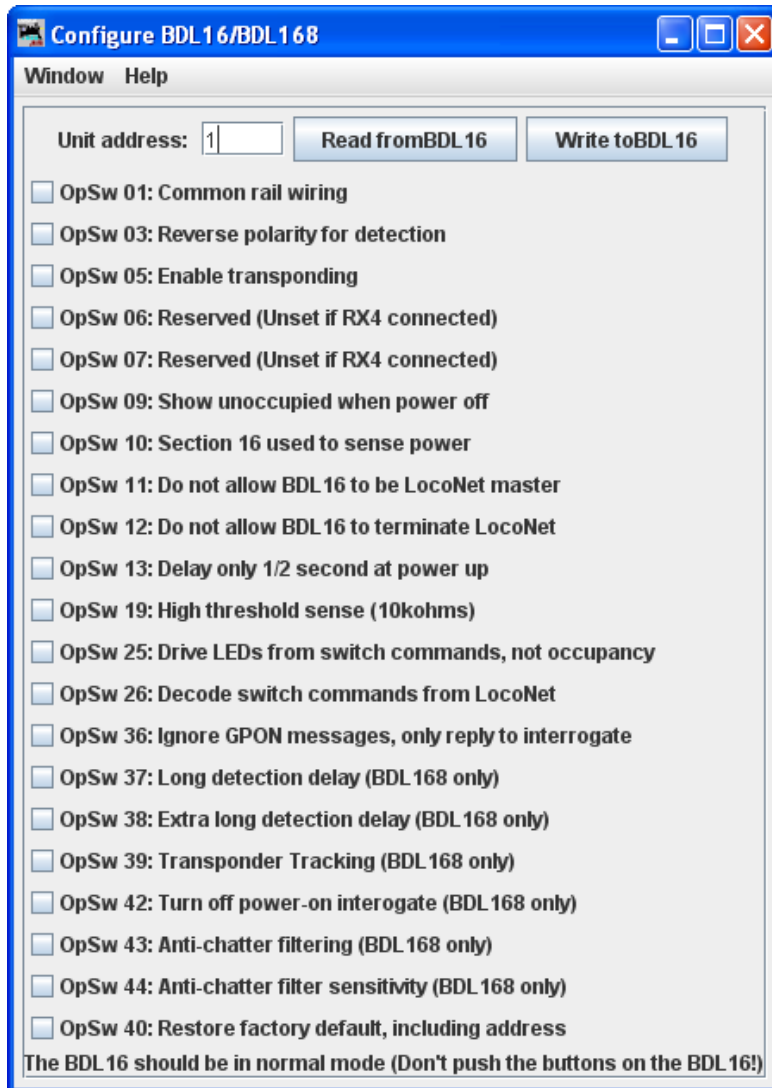 Configure BDL16/BDL168
Window Help
Unit address: 1 Read fromBDL16 Write toBDL16
OpSw 01: Common rail wiring
OpSw 03: Reverse polarity for detection
OpSw 05: Enable transponding
OpSw 06: Reserved (Unset if RX4 connected)
OpSw 07: Reserved (Unset if RX4 connected)
OpSw 09: Show unoccupied when power off
OpSw 10: Section 16 used to sense power
OpSw 11: Do not allow BDL16 to be LocoNet master
OpSw 12: Do not allow BDL16 to terminate LocoNet
OpSw 13: Delay only 1/2 second at power up
OpSw 19: High threshold sense (10kohms)
OpSw 25: Drive LEDs from switch commands, not occupancy
OpSw 26: Decode switch commands from LocoNet
OpSw 36: Ignore GPON messages, only reply to interrogate
OpSw 37: Long detection delay (BDL168 only)
OpSw 38: Extra long detection delay (BDL168 only)
OpSw 39: Transponder Tracking (BDL168 only)
OpSw 42: Turn off power-on interogate (BDL168 only)
OpSw 43: Anti-chatter filtering (BDL168 only)
OpSw 44: Anti-chatter filter sensitivity (BDL168 only)
OpSw 40: Restore factory default, including address
The BDL16 should be in normal mode (Don't push the buttons on the BDL16!)